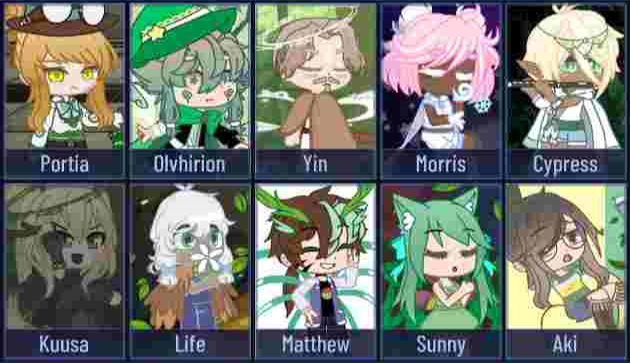 Portia
Olvhirion
Yin
Morris
Cypress
Kuusa
Life
Matthew
Sunny
Aki